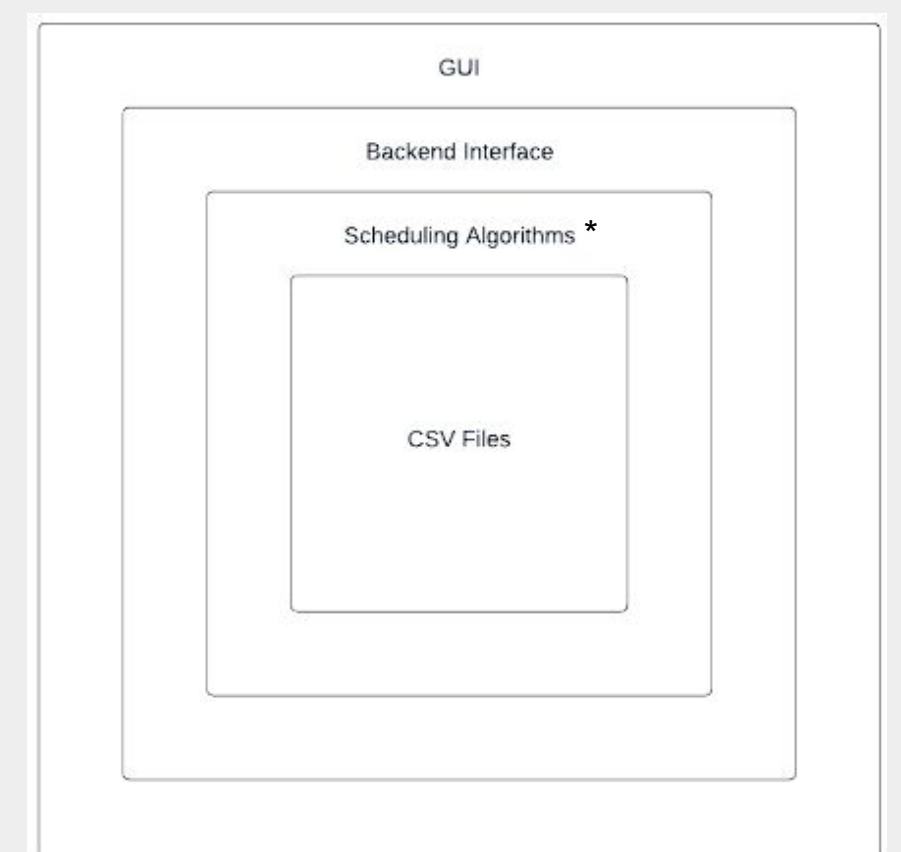 GUI
Backend Interface
Scheduling Algorithms *
CSV Files